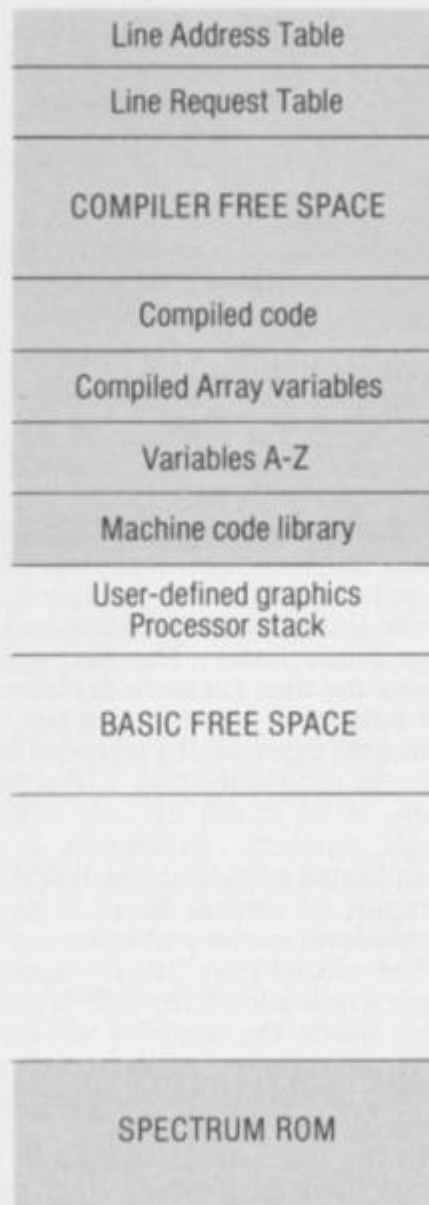 Line Address Table
Line Request Table
COMPILER FREE SPACE
Compiled code
Compiled Array variables
Variables A-Z
Machine code library
User-defined graphics
Processor stack
BASIC FREE SPACE
SPECTRUM ROM